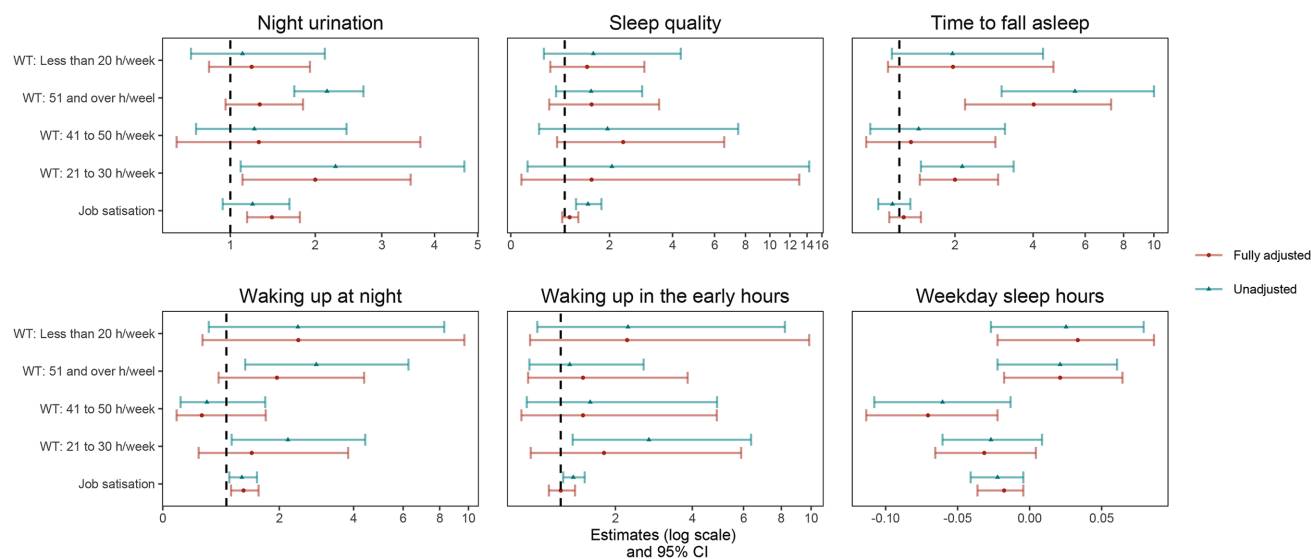 Night urination
Sleep quality
Time to fall asleep
WT: Less than 20 h/week
WT: 51 and over h/weel
WT: 41 to 50 h/week
WT: 21 to 30 h/week
Job satisation
1 2 3 4 5
0 2 4 6 8 10 12 14 16
2 4 6 8 10
Fully adjusted
Unadjusted
Waking up at night
Waking up in the early hours
Weekday sleep hours
WT: Less than 20 h/week
WT: 51 and over h/weel
WT: 41 to 50 h/week
WT: 21 to 30 h/week
Job satisation
0 2 4 6 8 10
2 4 6 8 10
-0.10 -0.05 0.00 0.05
Estimates (log scale)
and 95% CI